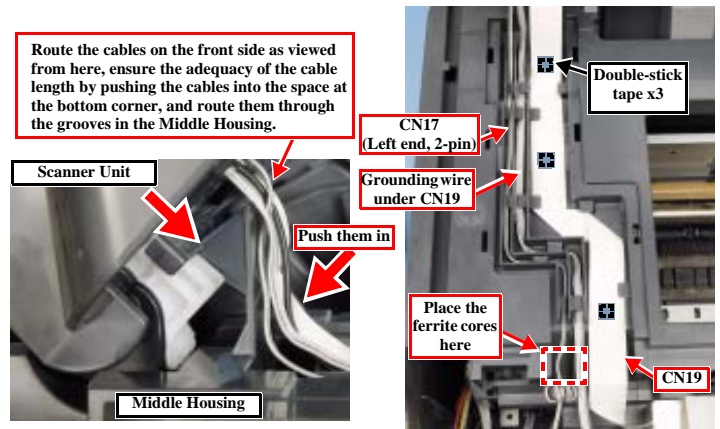 Route the cables on the front side as viewed
from here, ensure the adequacy of the cable
length by pushing the cables into the space at
the bottom corner, and route them through
the grooves in the Middle Housing.
Scanner Unit
Push them in
Middle Housing
Double-stick
tape x3
CN17
(Left end, 2-pin)
Grounding wire
under CN19
Place the
ferrite cores
here
CN19